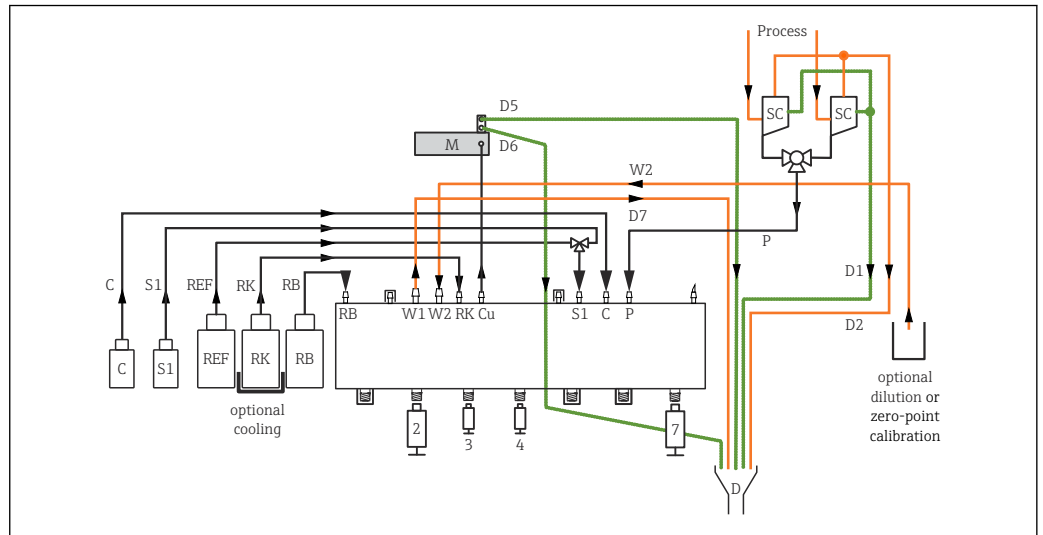 Process
SC
SC
D5
M
D6
W2
D7
P
C
S1
REF
RK
RB
D1
D2
RB
W1
W2
RK
Cu
S1
C
P
C
S1
REF
RK
RB
optional
cooling
2
3
4
7
D
optional
dilution or
zero-point
calibration